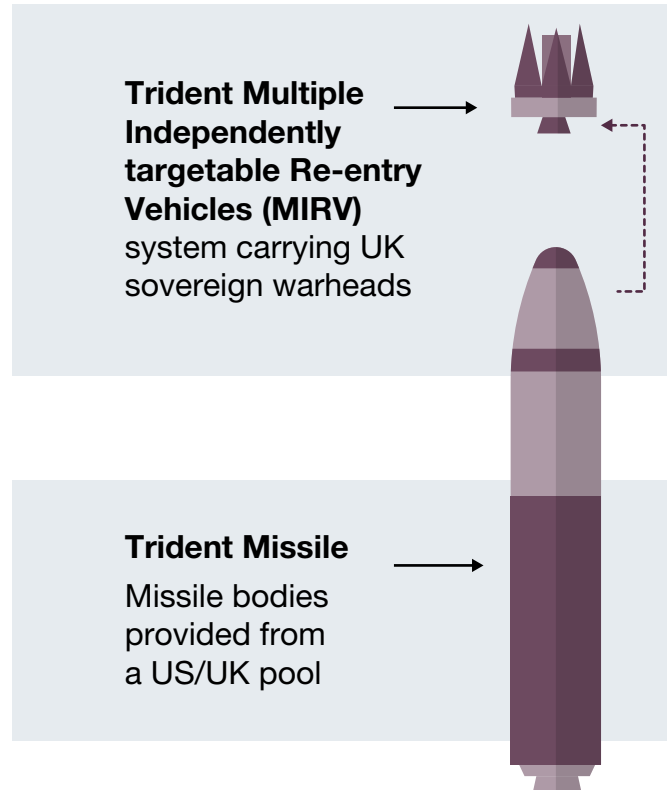 Trident Multiple
Independently
targetable Re-entry
Vehicles (MIRV)
system carrying UK
sovereign warheads
Trident Missile
Missile bodies
provided from
a US/UK pool